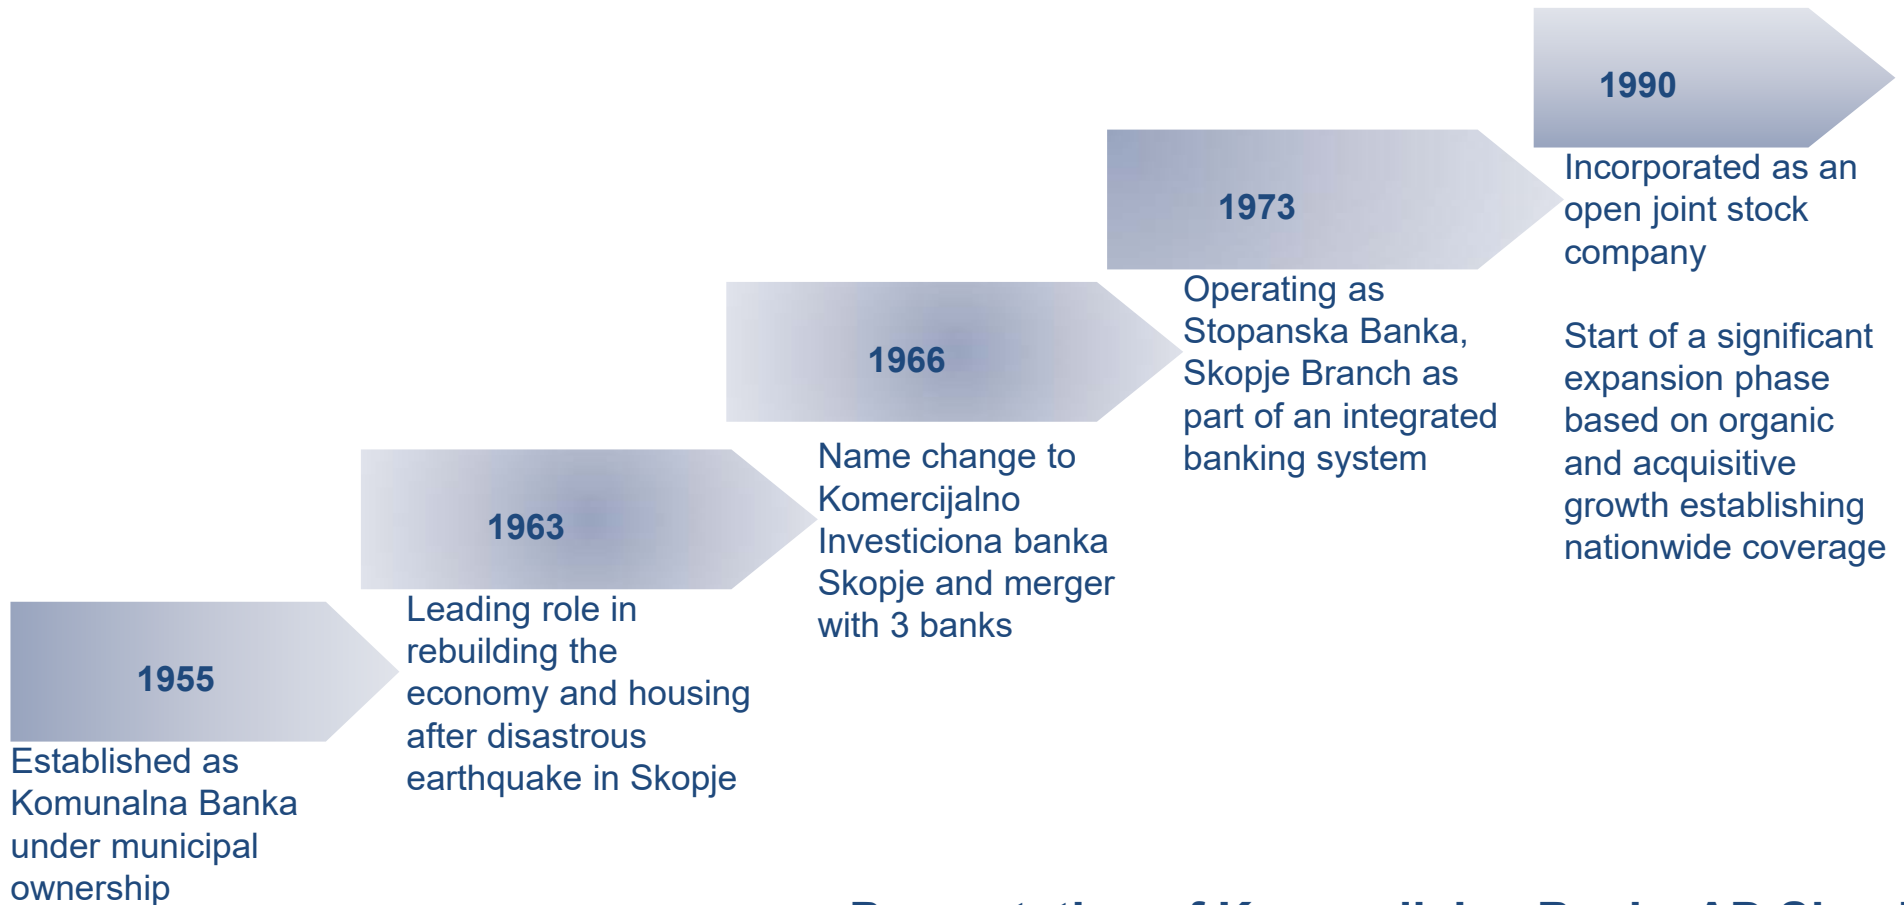 1955
Established as
Komunalna Banka
under municipal
ownership
1963
Leading role in
rebuilding the
economy and housing
after disastrous
earthquake in Skopje
1966
Name change to
Komercijalno
Investiciona banka
Skopje and merger
with 3 banks
1973
Operating as
Stopanska Banka,
Skopje Branch as
part of an integrated
banking system
1990
Incorporated as an
open joint stock
company
Start of a significant
expansion phase
based on organic
and acquisitive
growth establishing
nationwide coverage